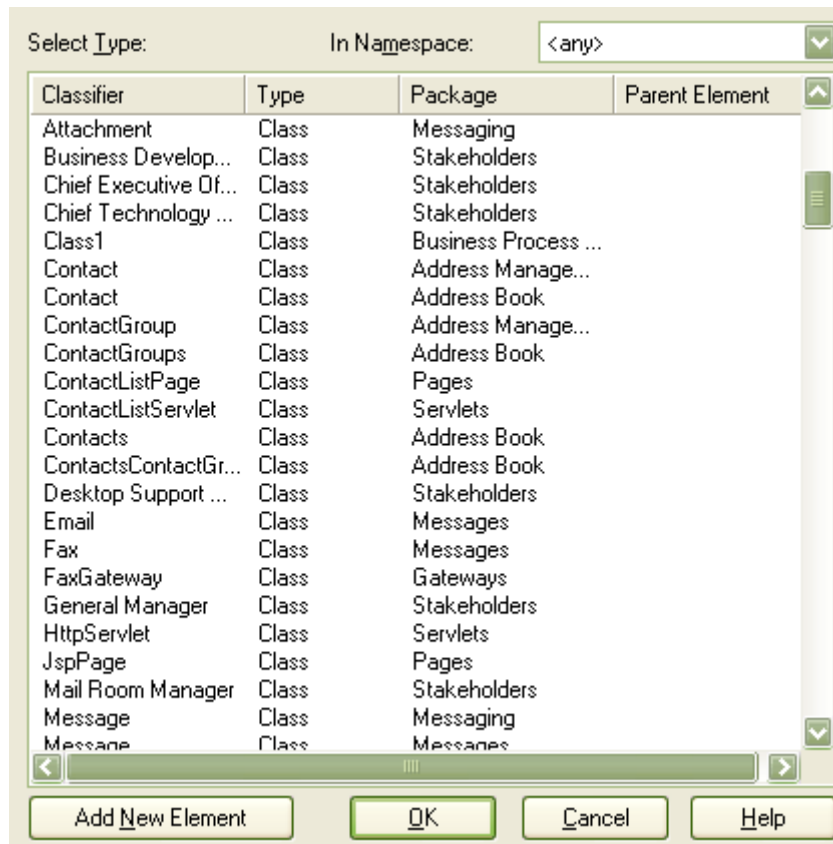 Select Type: In Namespace: <any>
Classifier Type Package Parent Element
Attachment Class Messaging
Business Develop... Class Stakeholders
Chief Executive Of... Class Stakeholders
Chief Technology ... Class Stakeholders
Class1 Class Business Process ...
Contact Class Address Manage...
Contact Class Address Book
ContactGroup Class Address Manage...
ContactGroups Class Address Book
ContactListPage Class Pages
ContactListServlet Class Servlets
Contacts Class Address Book
ContactsContactGr... Class Address Book
Desktop Support ... Class Stakeholders
Email Class Messages
Fax Class Messages
FaxGateway Class Gateways
General Manager Class Stakeholders
HttpServlet Class Servlets
JspPage Class Pages
Mail Room Manager Class Stakeholders
Message Class Messaging
Message Class Messages
Add New Element OK Cancel Help